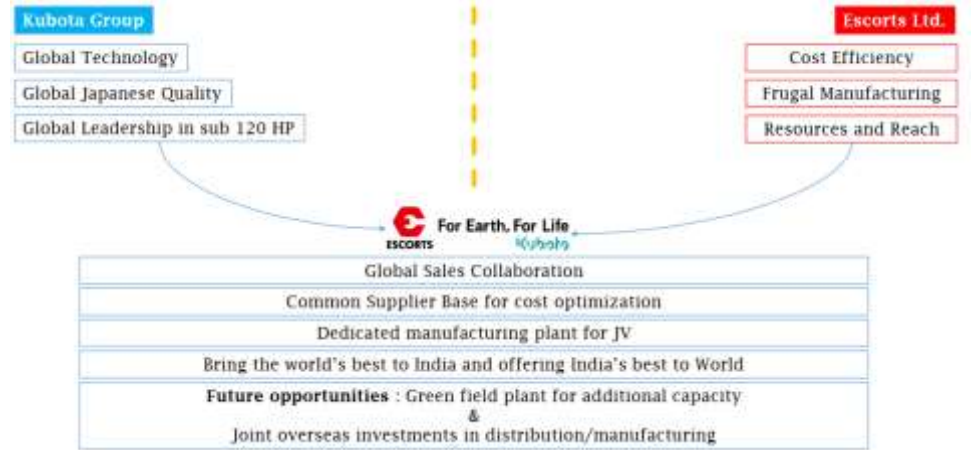 Kubota Group
Global Technology
Global Japanese Quality
Global Leadership in sub 120 HP
Escorts Ltd.
Cost Efficiency
Frugal Manufacturing
Resources and Reach
ESCORTS
For Earth, For Life
Kubota
Global Sales Collaboration
Common Supplier Base for cost optimization
Dedicated manufacturing plant for JV
Bring the world's best to India and offering India's best to World
Future opportunities : Green field plant for additional capacity
&
Joint overseas investments in distribution/manufacturing